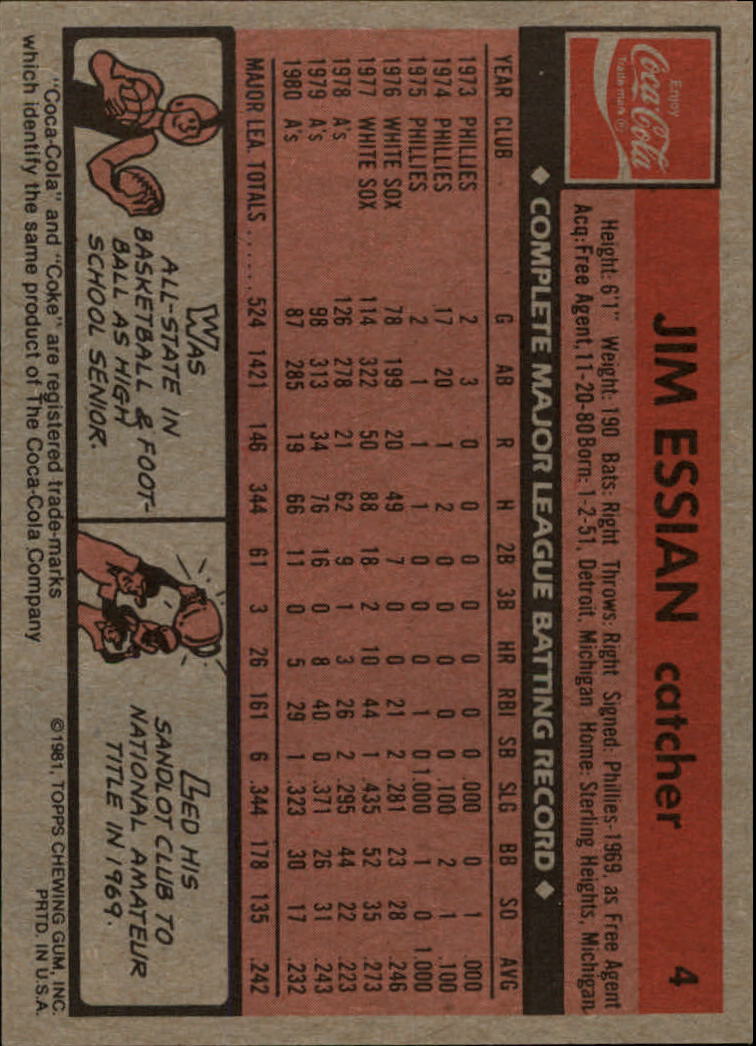 Enjoy
Coca-Cola
Trade-mark ®
JIM ESSIAN catcher 4
Height: 6'1" Weight: 190 Bats: Right Throws: Right Signed: Phillies-1969, as Free Agent
Acq: Free Agent, 11-20-80 Born: 1-2-51, Detroit, Michigan Home: Sterling Heights, Michigan
◆ COMPLETE MAJOR LEAGUE BATTING RECORD ◆
YEAR CLUB G AB R H 2B 3B HR RBI SB SLG BB SO AVG
1973 PHILLIES 2 3 0 0 0 0 0 0 0 .000 0 1 .000
1974 PHILLIES 17 20 1 2 0 0 0 0 0 .100 2 1 .100
1975 PHILLIES 2 1 1 1 0 0 0 1 0 1.000 1 0 1.000
1976 WHITE SOX 78 199 20 49 7 0 0 21 2 .281 23 28 .246
1977 WHITE SOX 114 322 50 88 18 2 10 44 1 .435 52 35 .273
1978 A's 126 278 21 62 9 1 3 26 2 .295 44 22 .223
1979 A's 98 313 34 76 16 0 8 40 0 .371 26 31 .243
1980 A's 87 285 19 66 11 0 5 29 1 .323 30 17 .232
MAJOR LEA. TOTALS ...... 524 1421 146 344 61 3 26 161 6 .344 178 135 .242
WAS
ALL-STATE IN
BASKETBALL & FOOT-
BALL AS HIGH
SCHOOL SENIOR.
LED HIS
SANDLOT CLUB TO
NATIONAL AMATEUR
TITLE IN 1969.
"Coca-Cola" and "Coke" are registered trade-marks
which identify the same product of The Coca-Cola Company
©1981, TOPPS CHEWING GUM, INC.
PRTD. IN U.S.A.